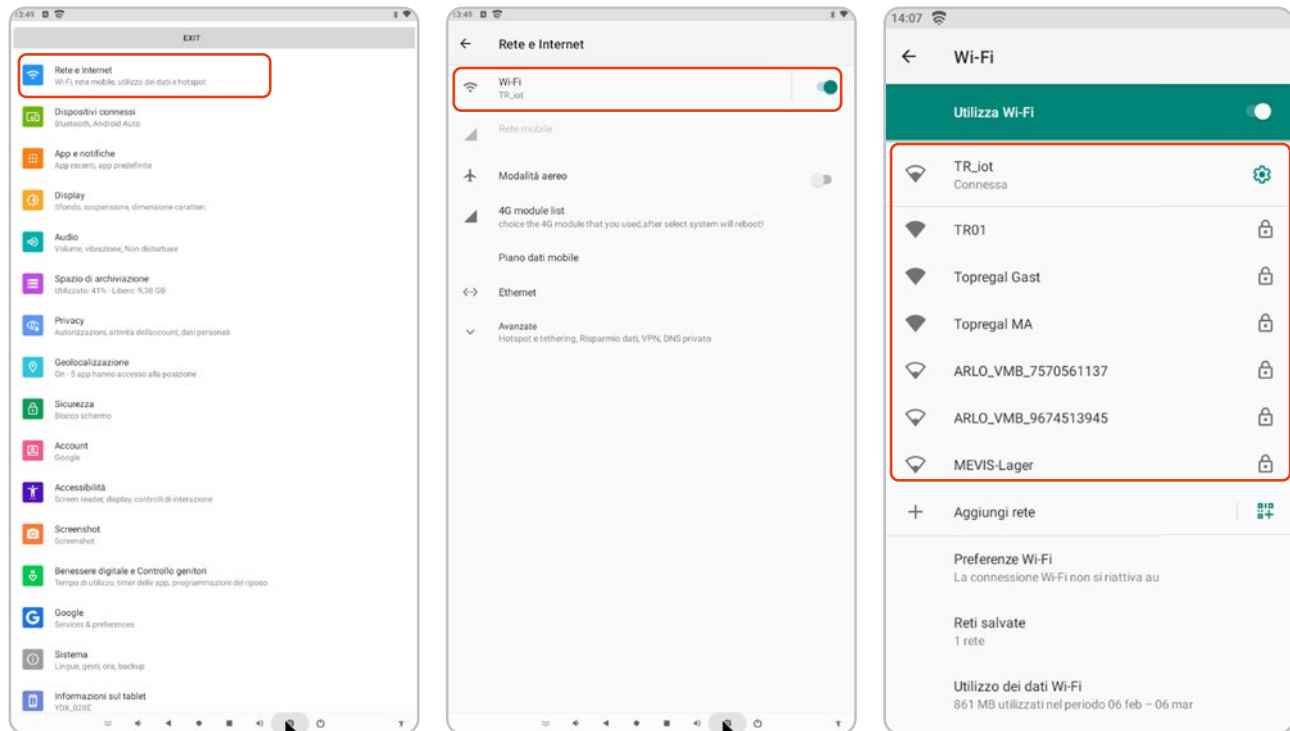 13:49
EXIT
Rete e Internet
Wi-Fi, rete mobile, utilizzo dei dati e hotspot
Dispositivi connessi
Bluetooth, Android Auto
App e notifiche
App recenti, app predefinite
Display
Sfondo, sospensione, dimensione caratteri
Audio
Volume, vibrazione, Non disturbare
Spazio di archiviazione
Utilizzato: 41% - Libero: 9,38 GB
Privacy
Autorizzazioni, attività dellaccount, dati personali
Geolocalizzazione
On - 5 app hanno accesso alla posizione
Sicurezza
Blocco schermo
Account
Google
Accessibilità
Screen reader, display, controlli di interazione
Screenshot
Screenshot
Benessere digitale e Controllo genitori
Tempo di utilizzo, timer delle app, programmazioni del riposo
Google
Services & preferences
Sistema
Lingue, gesti, ora, backup
Informazioni sul tablet
YDX_028E
13:49
Rete e Internet
Wi-Fi
TR_iot
Rete mobile
Modalità aereo
4G module list
choice the 4G module that you used,after select system will reboot!
Piano dati mobile
Ethernet
Avanzate
Hotspot e tethering, Risparmio dati, VPN, DNS privato
14:07
Wi-Fi
Utilizza Wi-Fi
TR_iot
Connessa
TR01
Topregal Gast
Topregal MA
ARLO_VMB_7570561137
ARLO_VMB_9674513945
MEVIS-Lager
Aggiungi rete
Preferenze Wi-Fi
La connessione Wi-Fi non si riattiva au
Reti salvate
1 rete
Utilizzo dei dati Wi-Fi
861 MB utilizzati nel periodo 06 feb – 06 mar